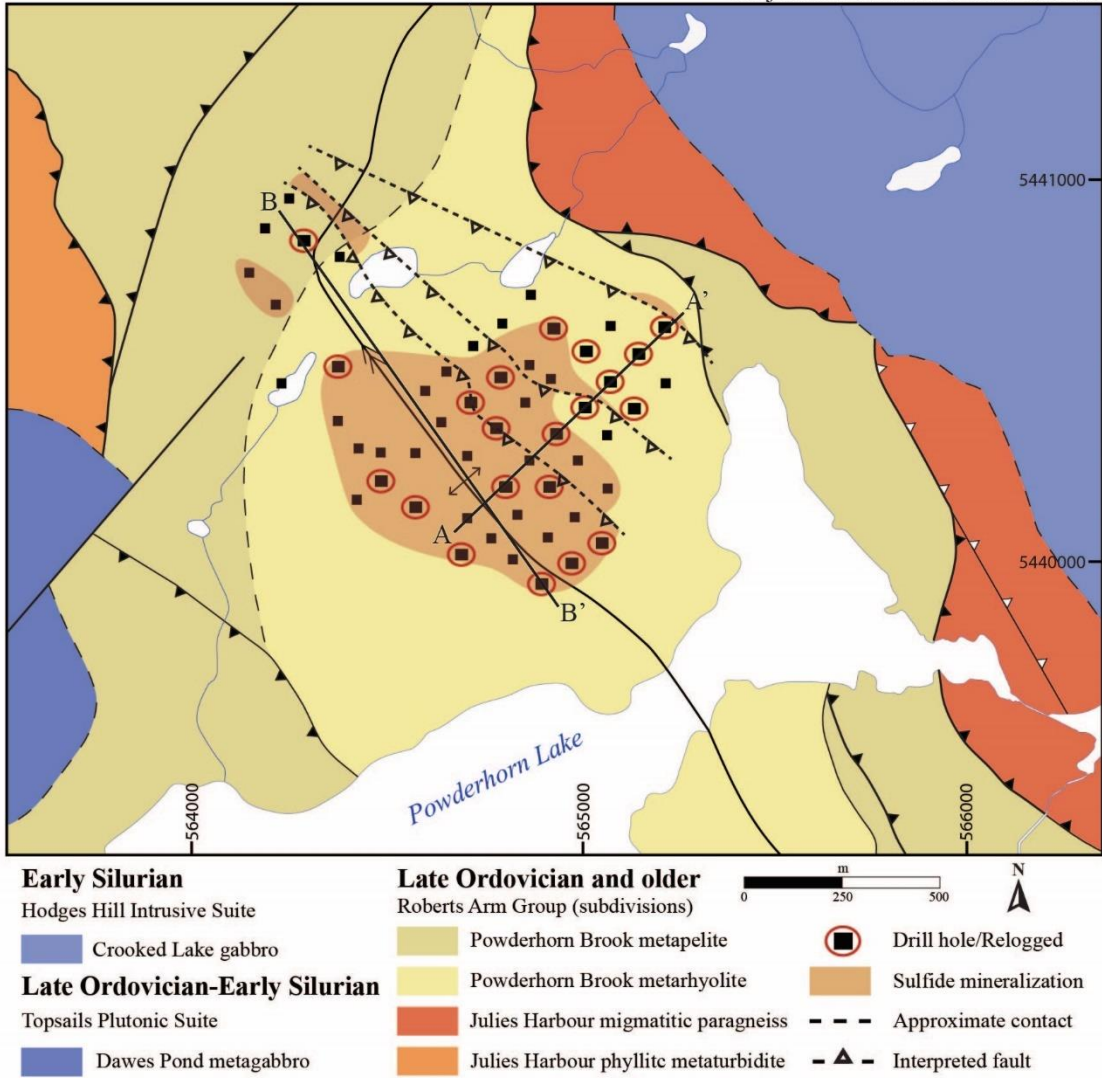 B
5441000
A'
A
5440000
B'
Powderhorn Lake
564000
565000
566000
Early Silurian
Hodges Hill Intrusive Suite
Crooked Lake gabbro
Late Ordovician-Early Silurian
Topsails Plutonic Suite
Dawes Pond metagabbro
Late Ordovician and older
Roberts Arm Group (subdivisions)
Powderhorn Brook metapelite
Powderhorn Brook metarhyolite
Julies Harbour migmatitic paragneiss
Julies Harbour phyllitc metaturbidite
m
0 250 500
N
Drill hole/Relogged
Sulfide mineralization
Approximate contact
Interpreted fault